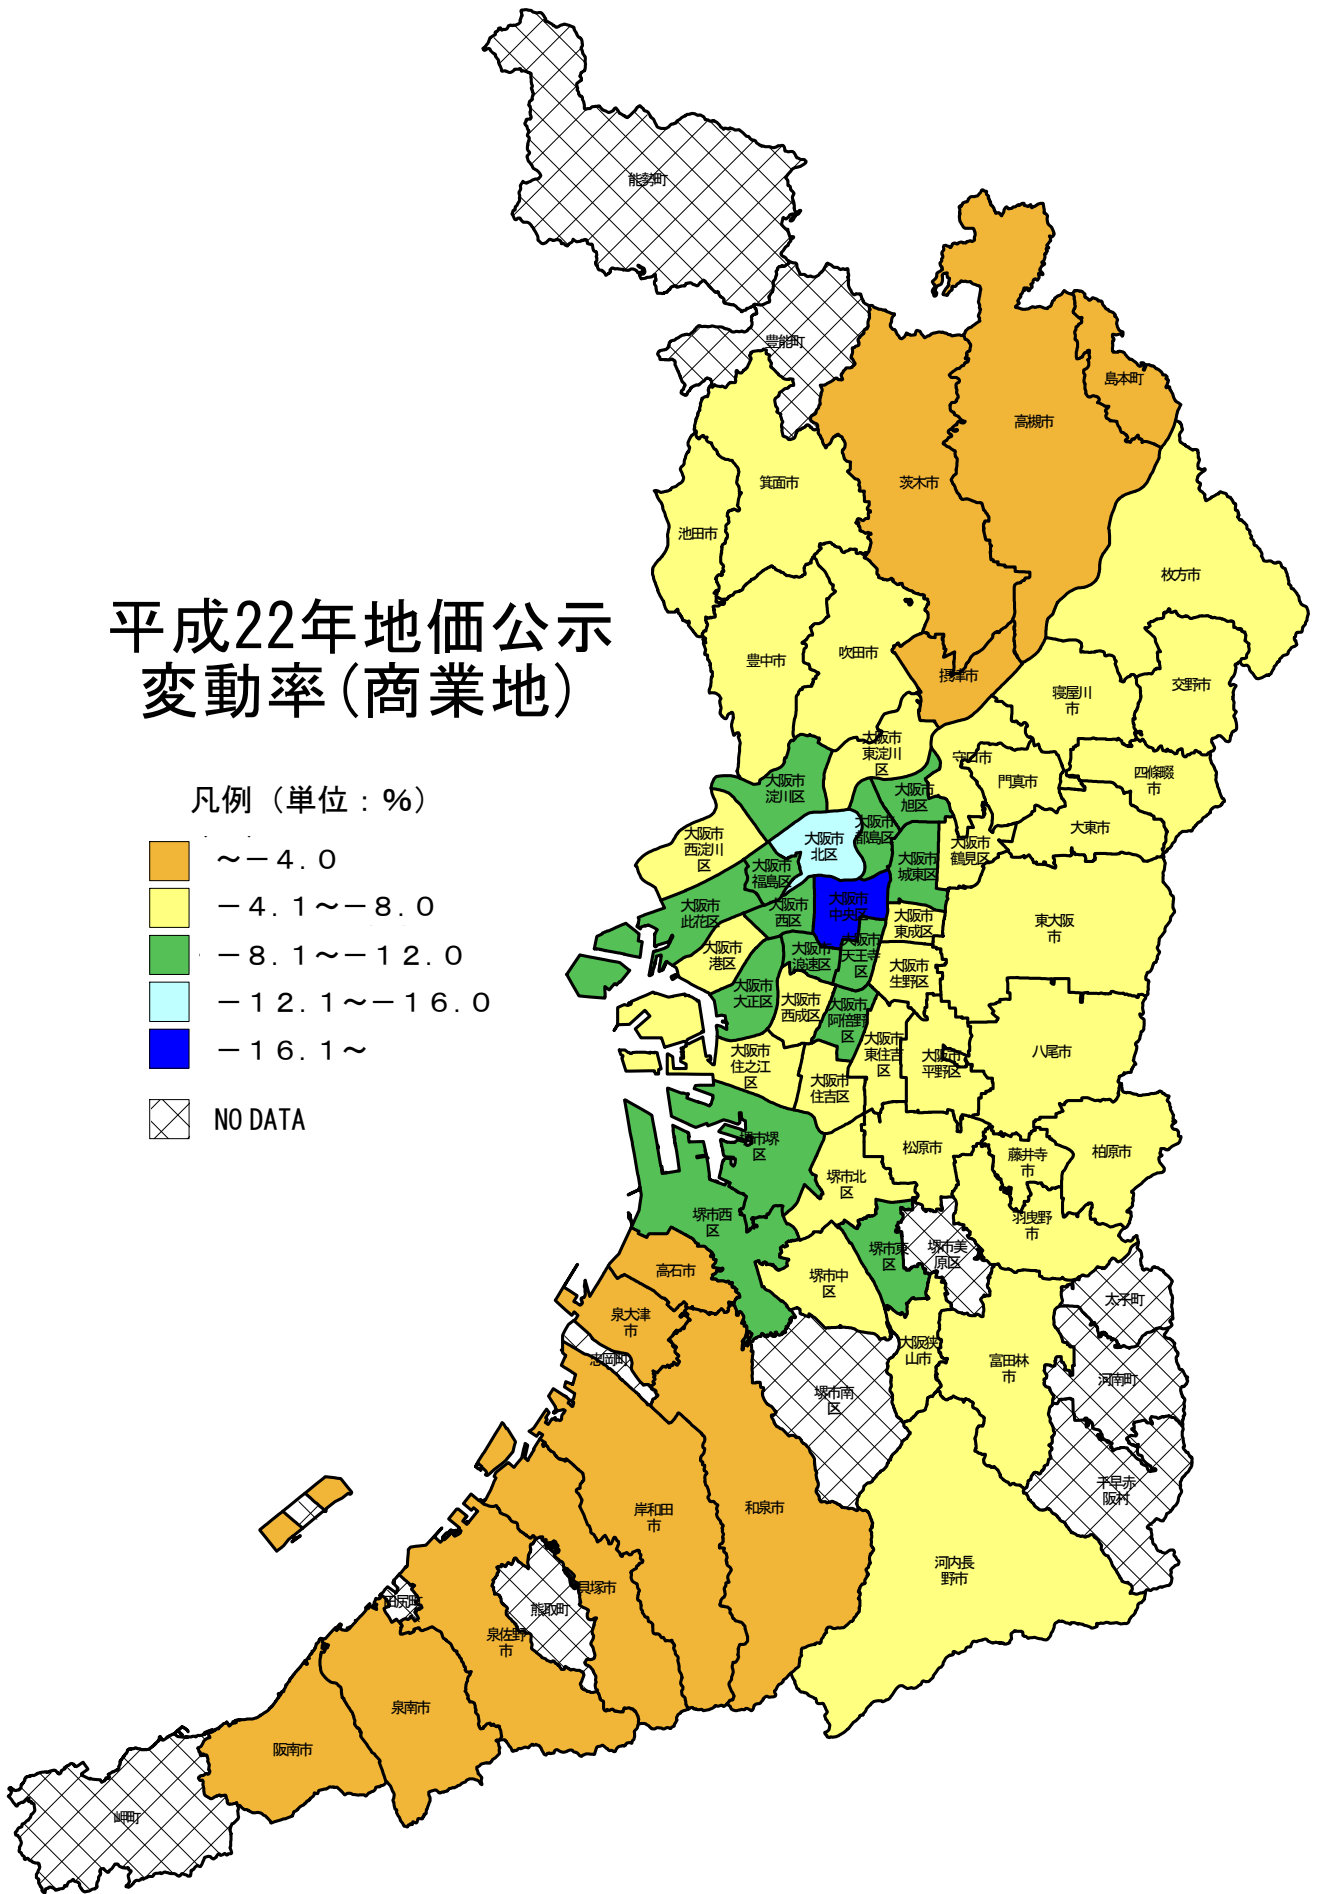 能勢町
豊能町
島本町
高槻市
茨木市
箕面市
池田市
枚方市
平成22年地価公示
変動率(商業地)
豊中市
吹田市
摂津市
寝屋川
市
交野市
大阪市
東淀川
区
守口市
門真市
四條畷
市
大阪市
淀川区
大阪市
旭区
凡例（単位：％）
～－４.０
－４.１～－８.０
－８.１～－１２.０
－１２.１～－１６.０
－１６.１～
NO DATA
大阪市
西淀川
区
大阪市
北区
大阪市
都島区
大東市
大阪市
鶴見区
大阪市
城東区
大阪市
福島区
大阪市
此花区
大阪市
西区
大阪市
中央区
大阪市
東成区
東大阪
市
大阪市
港区
大阪市
浪速区
大阪市
天王寺
区
大阪市
生野区
大阪市
大正区
大阪市
西成区
大阪市
阿倍野
区
大阪市
住之江
区
大阪市
住吉区
大阪市
東住吉
区
大阪市
平野区
八尾市
堺市堺
区
松原市
藤井寺
市
柏原市
堺市北
区
堺市西
区
羽曳野
市
堺市東
区
堺市美
原区
高石市
堺市中
区
太子町
泉大津
市
忠岡町
大阪狭
山市
富田林
市
河南町
堺市南
区
千早赤
阪村
岸和田
市
和泉市
河内長
野市
貝塚市
田尻町
熊取町
泉佐野
市
泉南市
阪南市
岬町